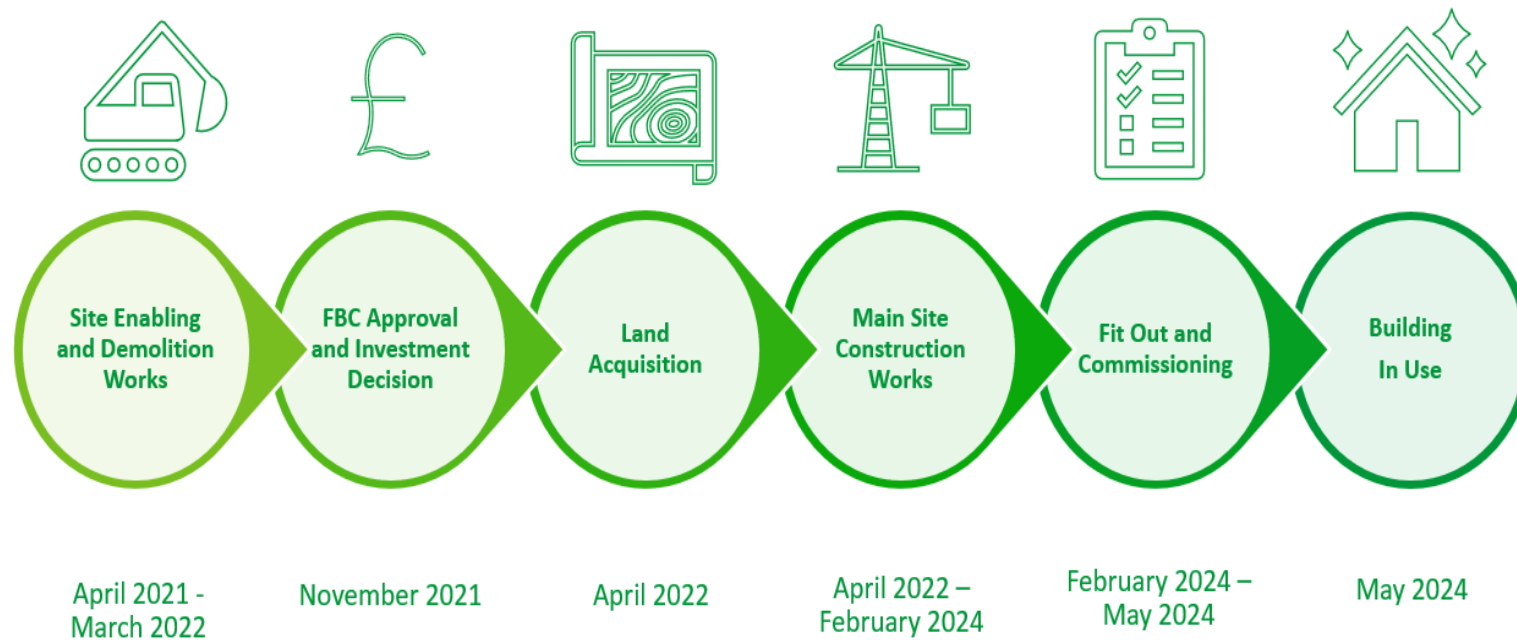 Site Enabling
and Demolition
Works
FBC Approval
and Investment
Decision
Land
Acquisition
Main Site
Construction
Works
Fit Out and
Commissioning
Building
In Use
April 2021 -
March 2022
November 2021
April 2022
April 2022 –
February 2024
February 2024 –
May 2024
May 2024